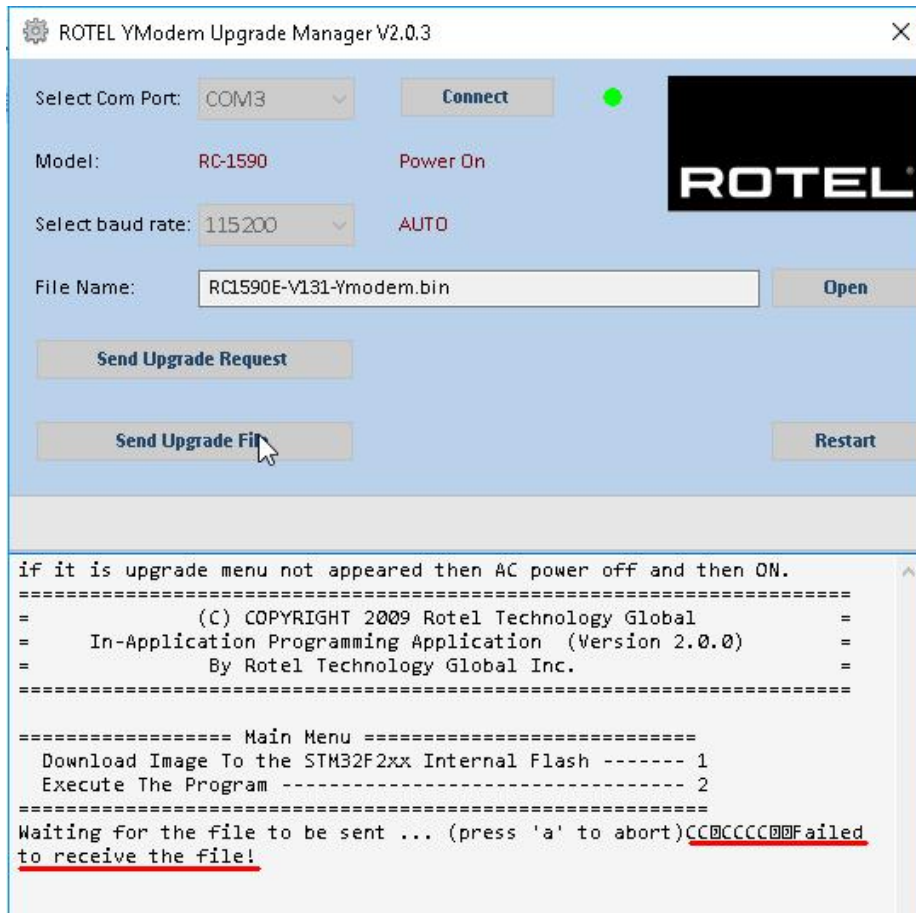 ROTEL YModem Upgrade Manager V2.0.3
Select Com Port: COM3 Connect
Model: RC-1590 Power On
ROTEL
Select baud rate: 115200 AUTO
File Name: RC1590E-V131-Ymodem.bin Open
Send Upgrade Request
Send Upgrade File Restart
if it is upgrade menu not appeared then AC power off and then ON.
======================================================================
= (C) COPYRIGHT 2009 Rotel Technology Global =
= In-Application Programming Application (Version 2.0.0) =
= By Rotel Technology Global Inc. =
======================================================================
================== Main Menu ============================
Download Image To the STM32F2xx Internal Flash ------- 1
Execute The Program ---------------------------------- 2
==========================================================
Waiting for the file to be sent ... (press 'a' to abort)CC␀CCCC␀␀Failed
to receive the file!